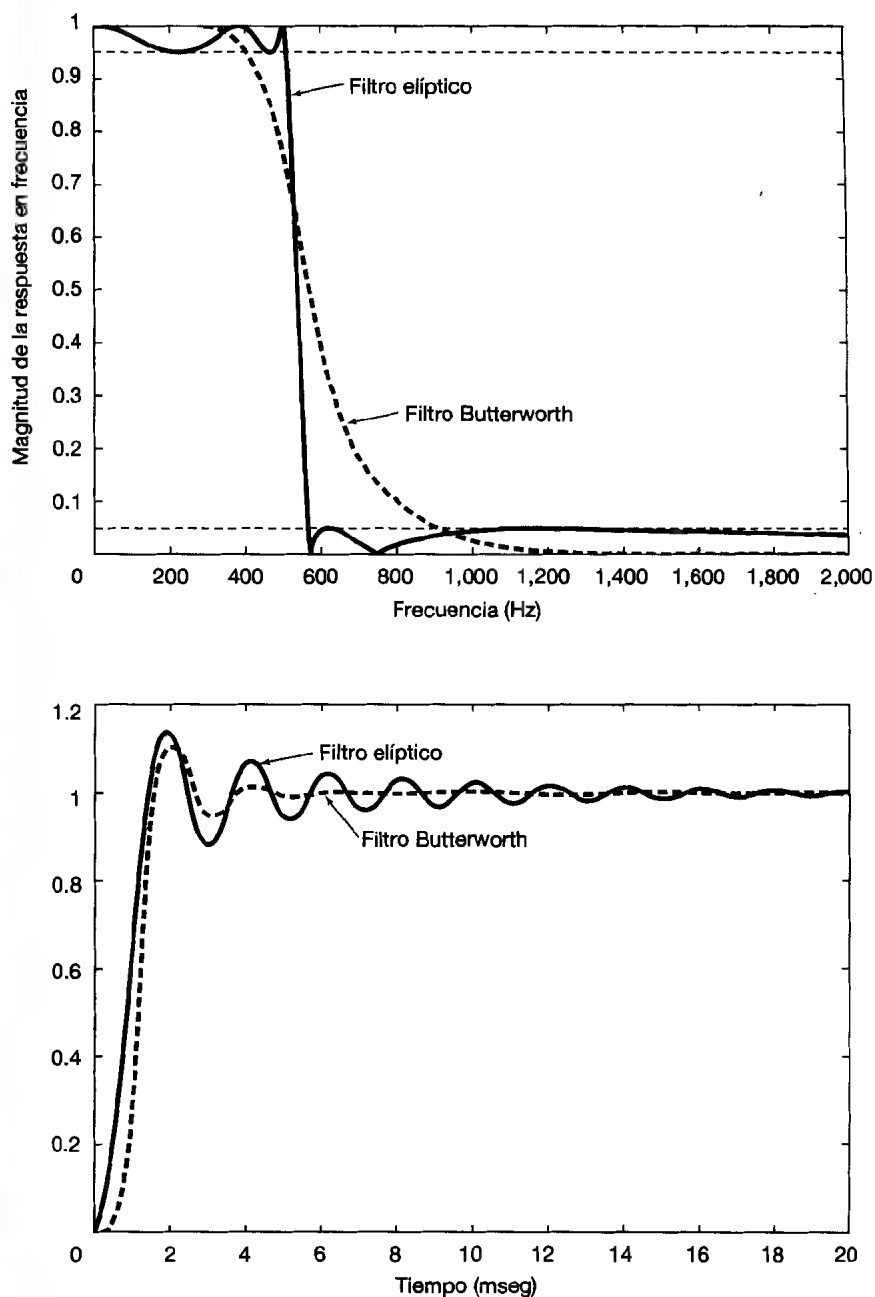 Magnitud de la respuesta en frecuencia
1
0.9
0.8
0.7
0.6
0.5
0.4
0.3
0.2
0.1
Filtro elíptico
Filtro Butterworth
0 200 400 600 800 1,000 1,200 1,400 1,600 1,800 2,000
Frecuencia (Hz)
1.2
1
0.8
0.6
0.4
0.2
Filtro elíptico
Filtro Butterworth
0 2 4 6 8 10 12 14 16 18 20
Tiempo (mseg)